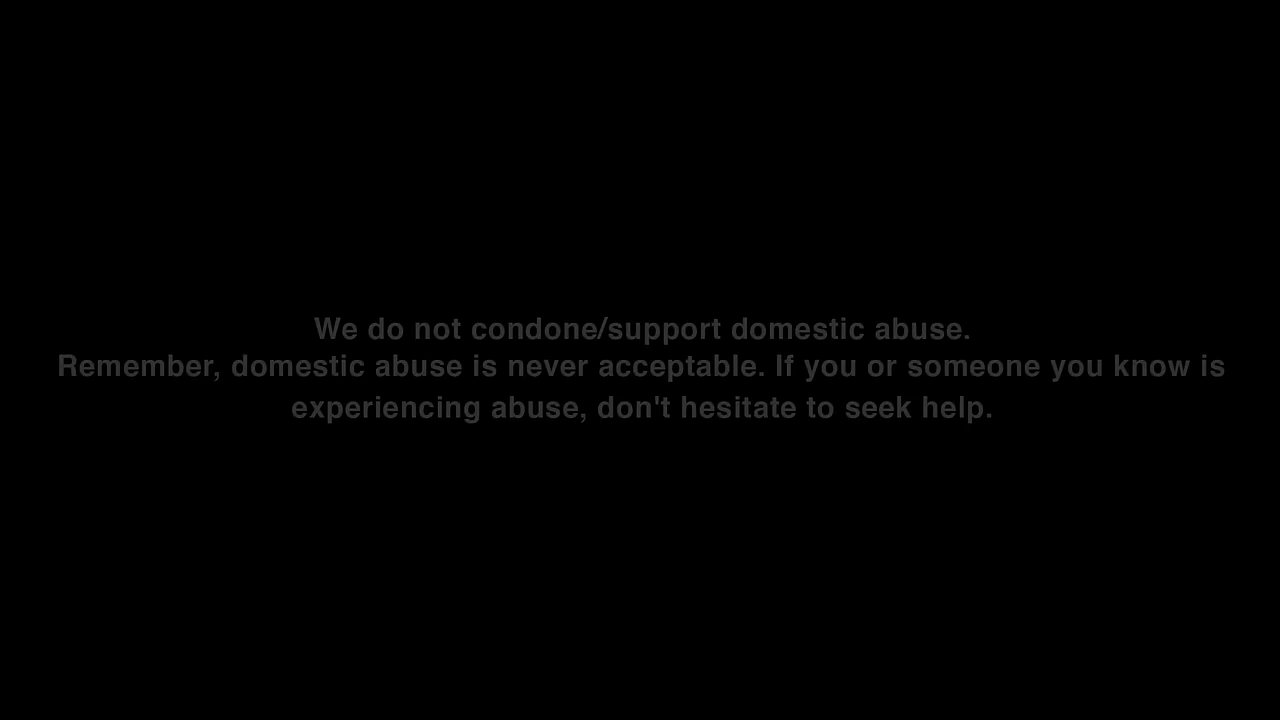 We do not condone/support domestic abuse.
Remember, domestic abuse is never acceptable. If you or someone you know is
experiencing abuse, don't hesitate to seek help.